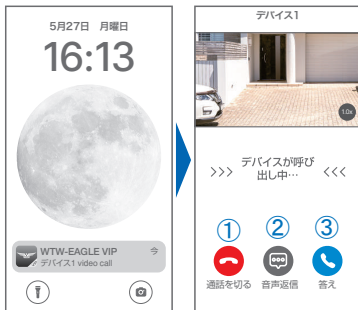 5月27日 月曜日
16:13
WTW-EAGLE VIP 今
デバイス1 video call
デバイス1
1.0x
>>> デバイスが呼び出し中… <<<
① ② ③
通話を切る 音声返信 答え